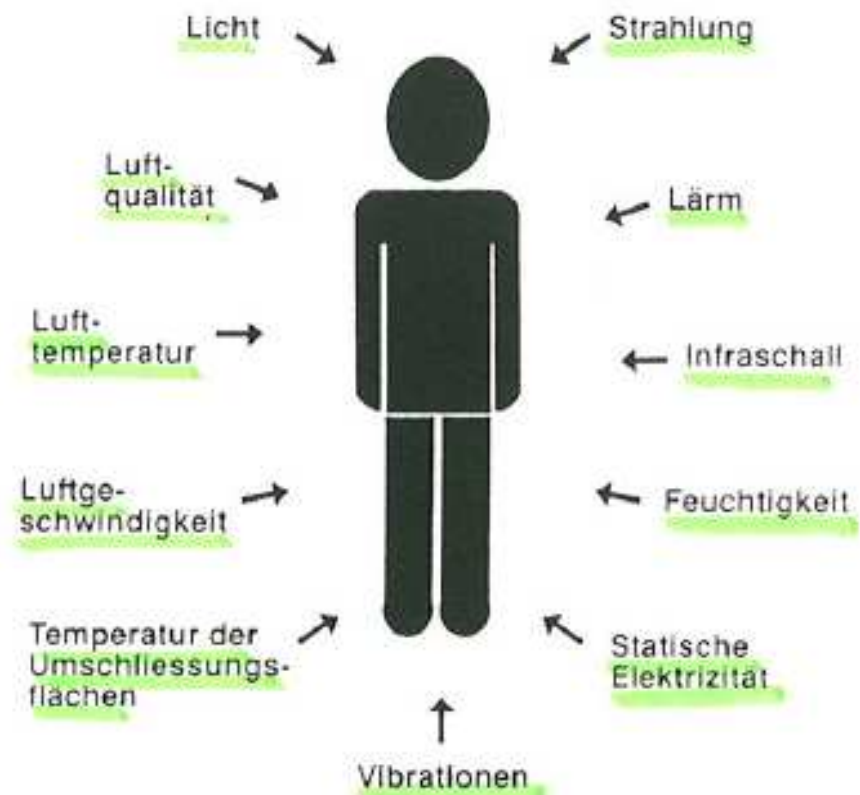 Licht
Strahlung
Luft-
qualität
Lärm
Luft-
temperatur
Infraschall
Luftge-
schwindigkeit
Feuchtigkeit
Temperatur der
Umschliessungs-
flächen
Statische
Elektrizität
Vibrationen